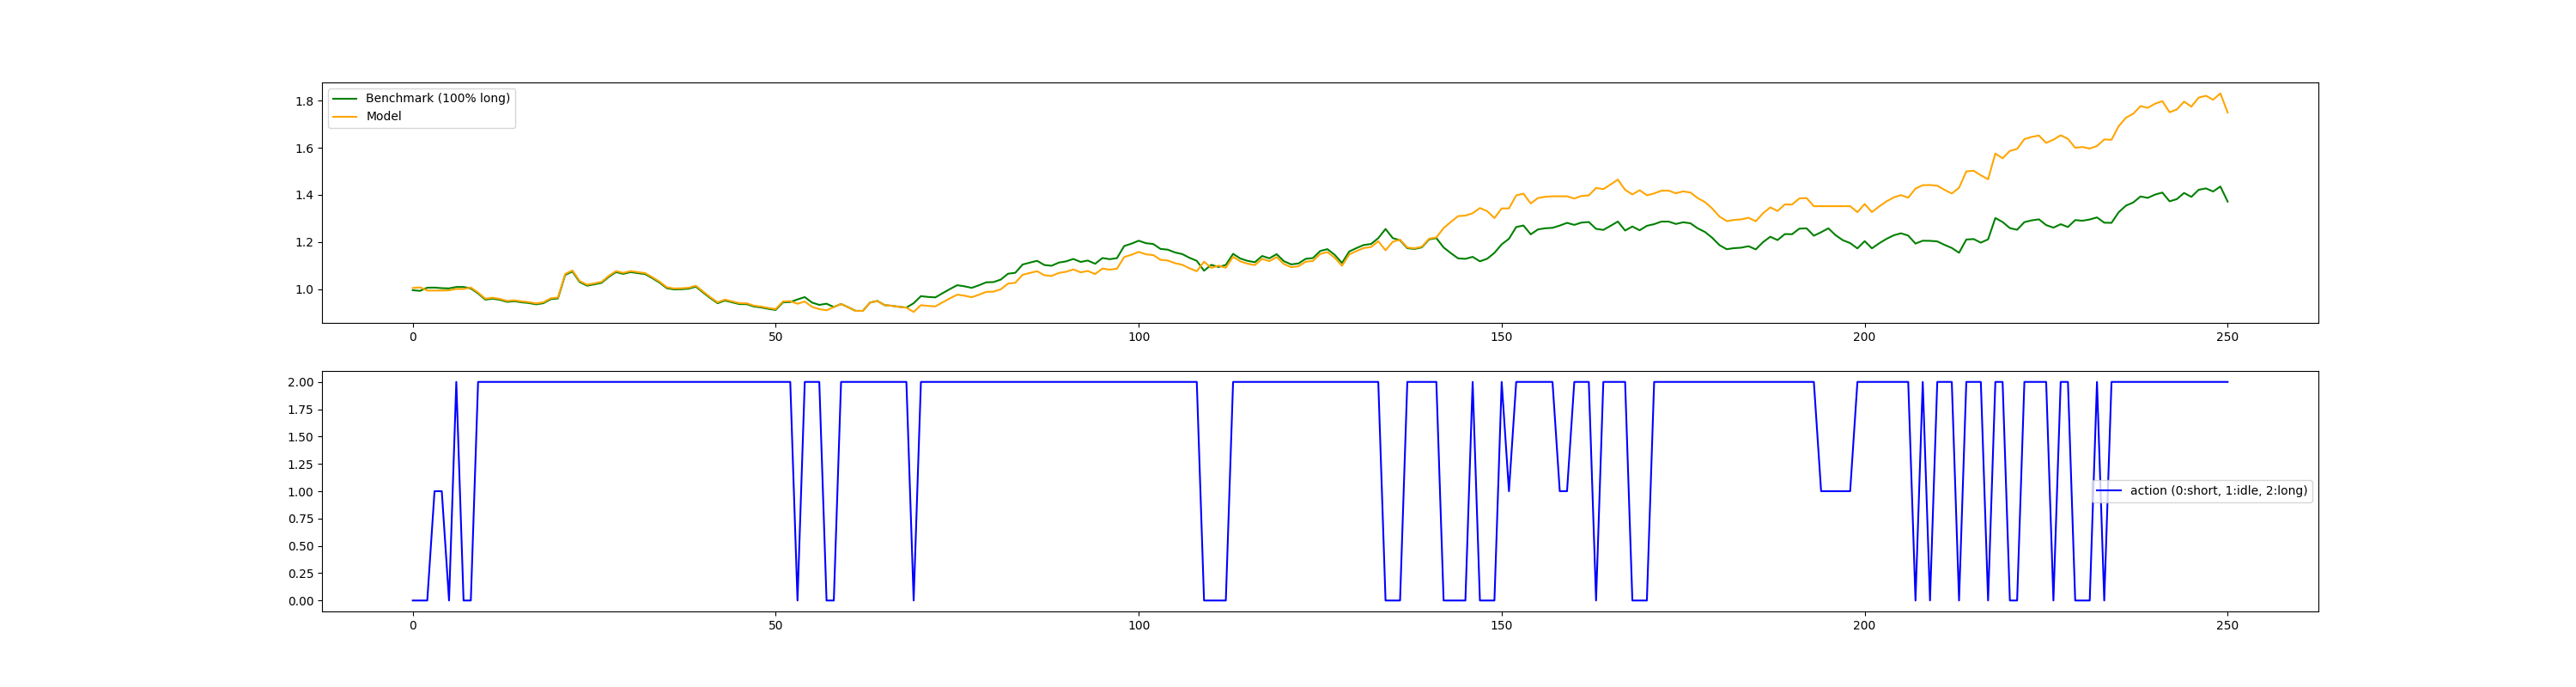 1.8
1.6
1.4
1.2
1.0
Benchmark (100% long)
Model
0 50 100 150 200 250
2.00
1.75
1.50
1.25
1.00
0.75
0.50
0.25
0.00
action (0:short, 1:idle, 2:long)
0 50 100 150 200 250